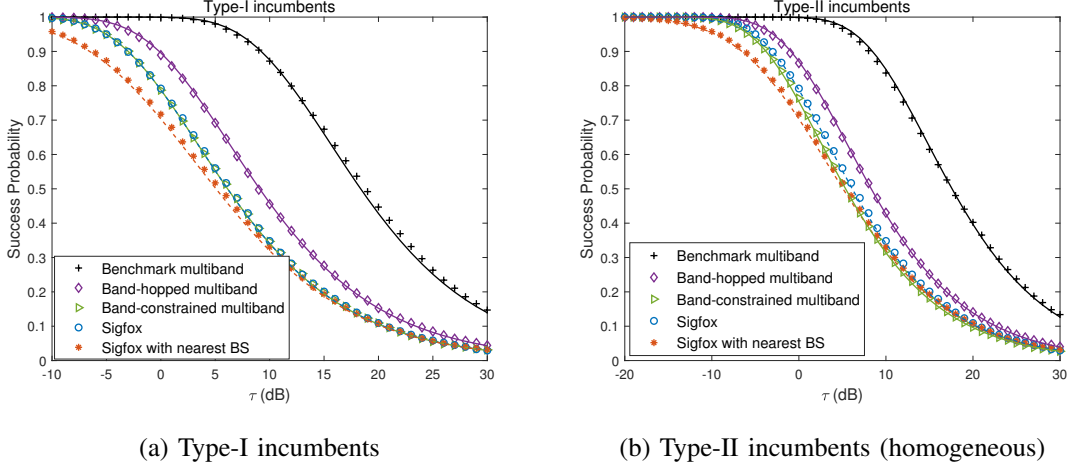 Type-I incumbents
Success Probability
1
0.9
0.8
0.7
0.6
0.5
0.4
0.3
0.2
0.1
0
Benchmark multiband
Band-hopped multiband
Band-constrained multiband
Sigfox
Sigfox with nearest BS
-10 -5 0 5 10 15 20 25 30
τ (dB)
(a) Type-I incumbents
Type-II incumbents
Success Probability
1
0.9
0.8
0.7
0.6
0.5
0.4
0.3
0.2
0.1
0
Benchmark multiband
Band-hopped multiband
Band-constrained multiband
Sigfox
Sigfox with nearest BS
-20 -10 0 10 20 30
τ (dB)
(b) Type-II incumbents (homogeneous)